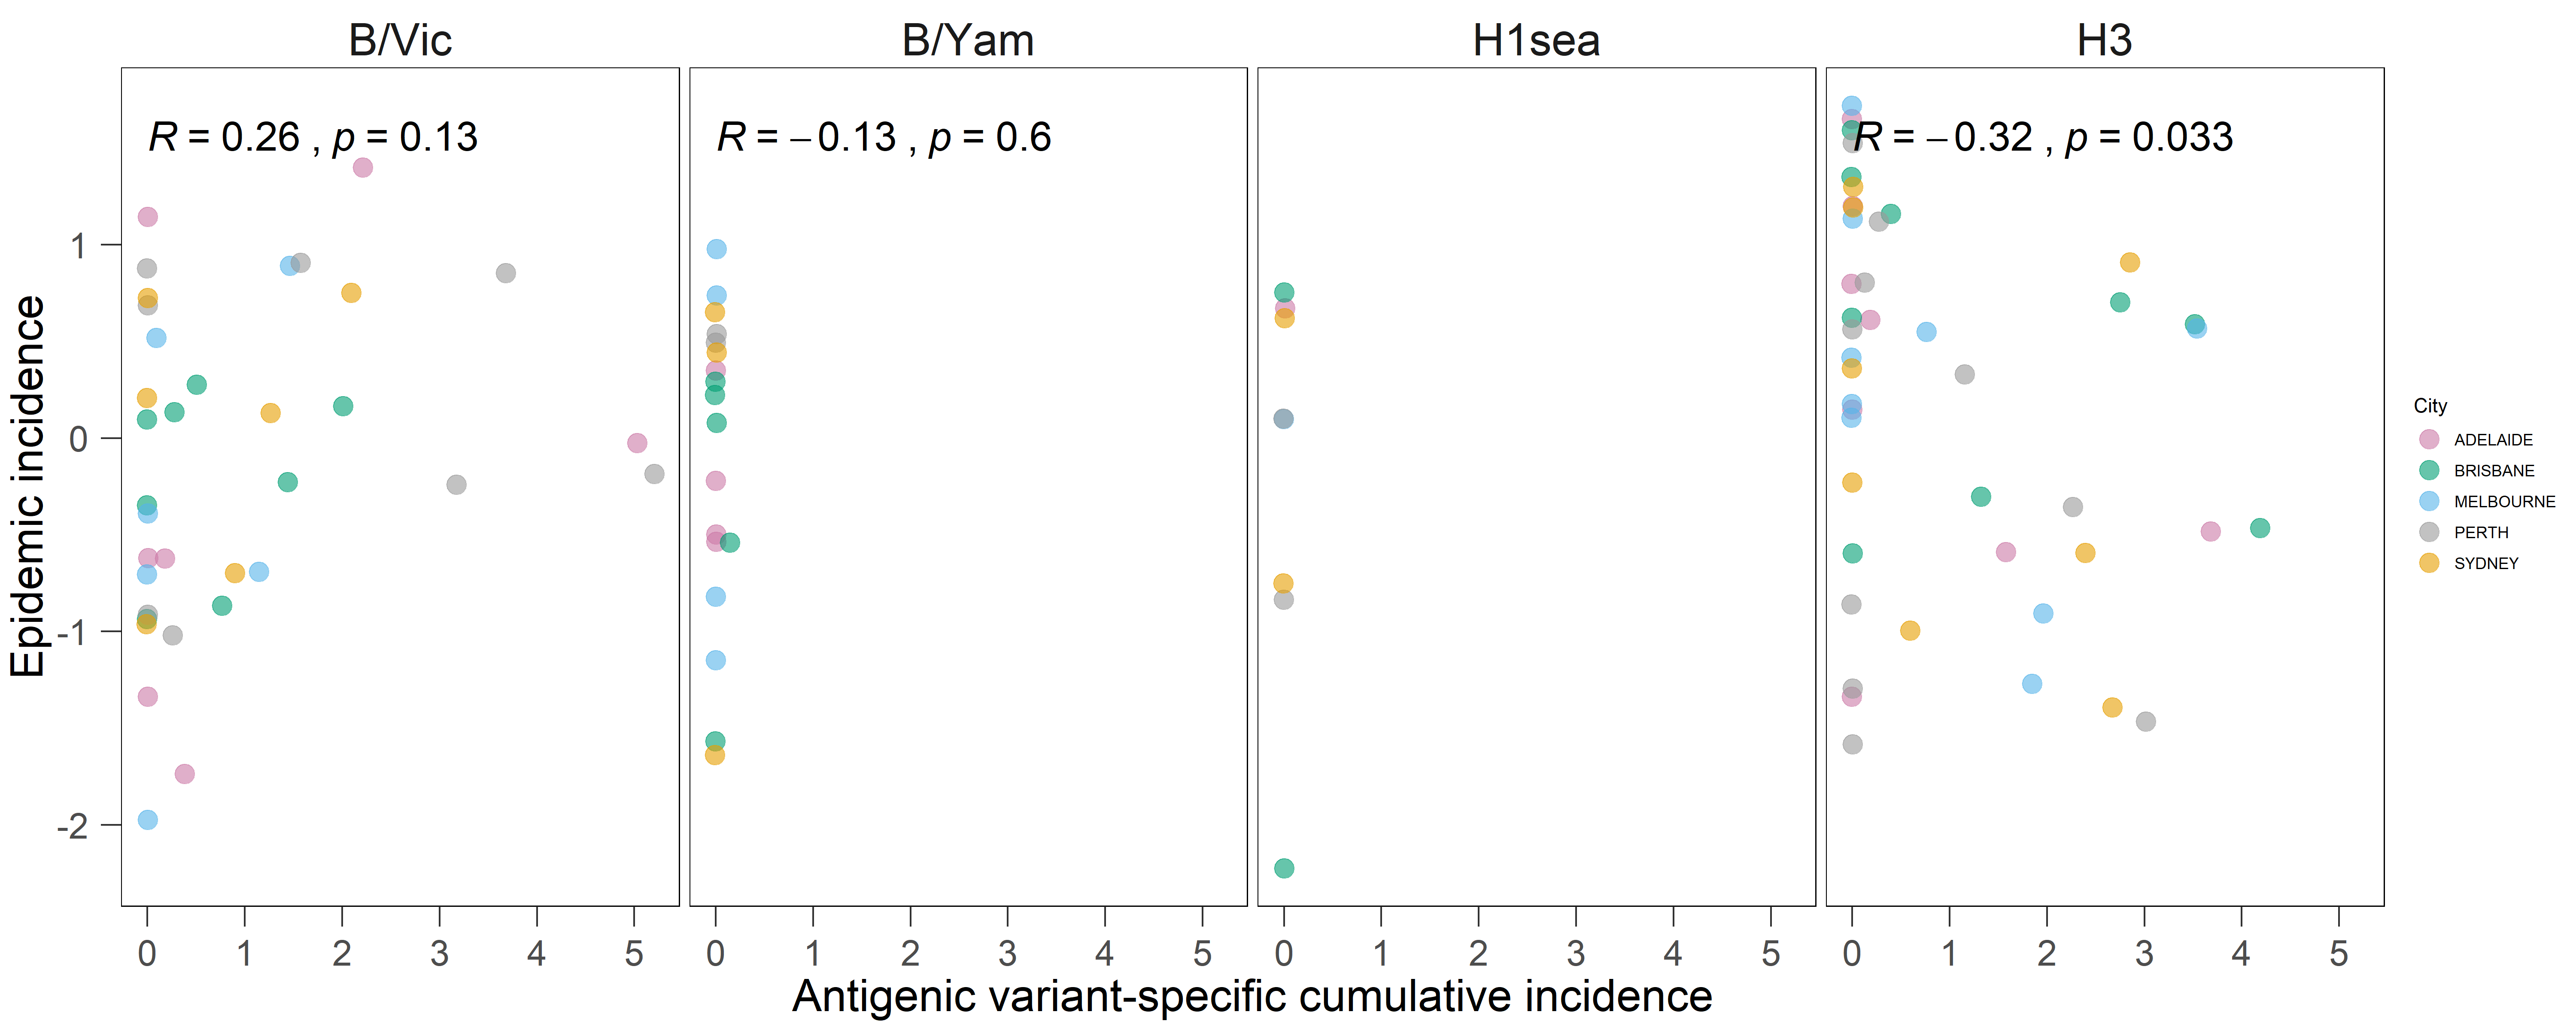 B/Vic B/Yam H1sea H3
R = 0.26 , p = 0.13
R = −0.13 , p = 0.6
R = −0.32 , p = 0.033
Epidemic incidence
1
0
-1
-2
0 1 2 3 4 5
0 1 2 3 4 5
0 1 2 3 4 5
0 1 2 3 4 5
Antigenic variant-specific cumulative incidence
City
ADELAIDE
BRISBANE
MELBOURNE
PERTH
SYDNEY